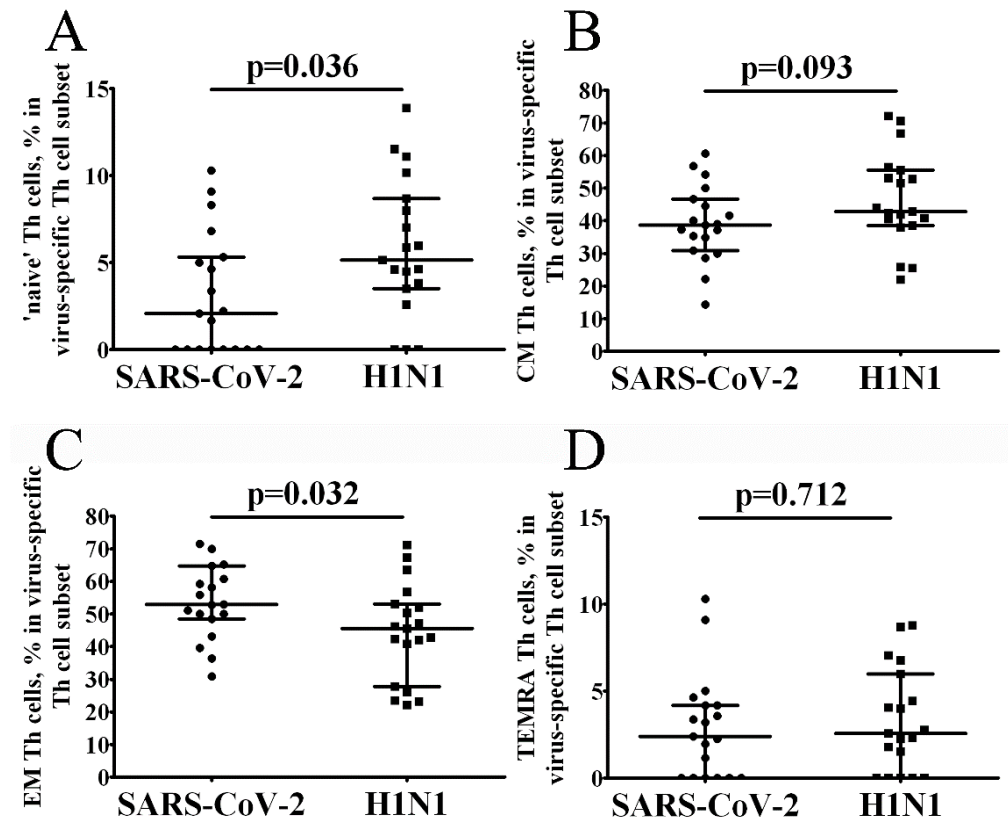 A
p=0.036
'naive' Th cells, % in
virus-specific Th cell subset
15
10
5
0
SARS-CoV-2 H1N1
B
p=0.093
CM Th cells, % in virus-specific
Th cell subset
80
70
60
50
40
30
20
10
0
SARS-CoV-2 H1N1
C
p=0.032
EM Th cells, % in virus-specific
Th cell subset
80
70
60
50
40
30
20
10
0
SARS-CoV-2 H1N1
D
p=0.712
TEMRA Th cells, % in
virus-specific Th cell subset
15
10
5
0
SARS-CoV-2 H1N1